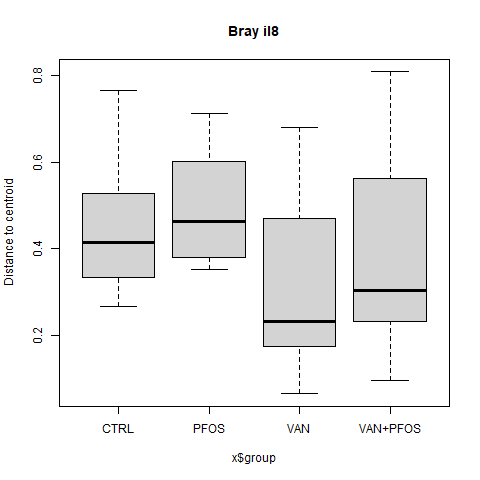 Bray il8
Distance to centroid
0.8
0.6
0.4
0.2
CTRL PFOS VAN VAN+PFOS
x$group